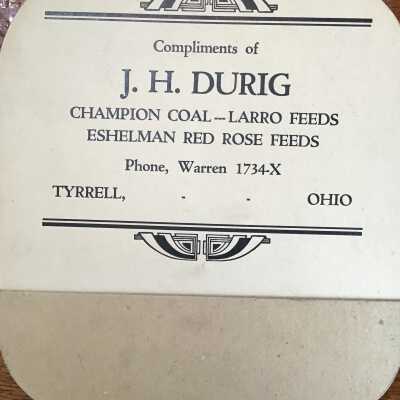 Compliments of
J. H. DURIG
CHAMPION COAL--LARRO FEEDS
ESHELMAN RED ROSE FEEDS
Phone, Warren 1734-X
TYRRELL, - - OHIO